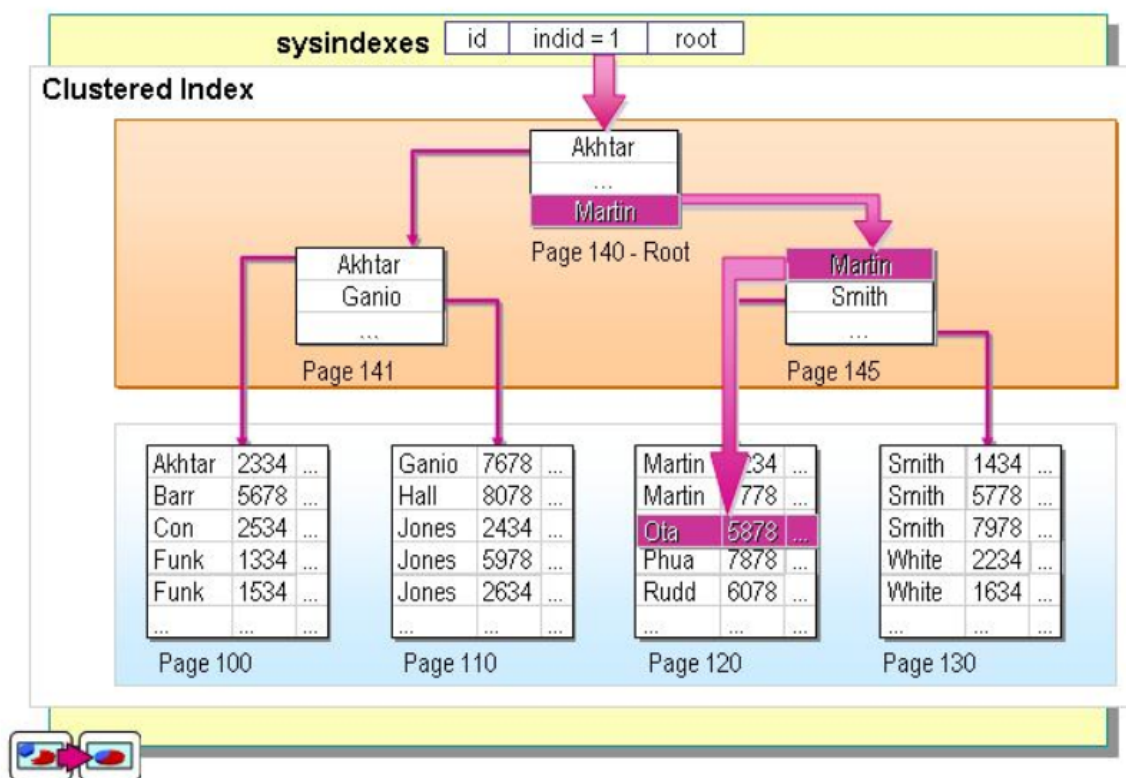 sysindexes id indid = 1 root
Clustered Index
Akhtar
...
Martin
Page 140 - Root
Akhtar
Ganio
...
Page 141
Martin
Smith
...
Page 145
Akhtar 2334 ...
Barr 5678 ...
Con 2534 ...
Funk 1334 ...
Funk 1534 ...
... ... ...
Page 100
Ganio 7678 ...
Hall 8078 ...
Jones 2434 ...
Jones 5978 ...
Jones 2634 ...
... ... ...
Page 110
Martin 234 ...
Martin 778 ...
Ota 5878 ...
Phua 7878 ...
Rudd 6078 ...
... ... ...
Page 120
Smith 1434 ...
Smith 5778 ...
Smith 7978 ...
White 2234 ...
White 1634 ...
... ... ...
Page 130